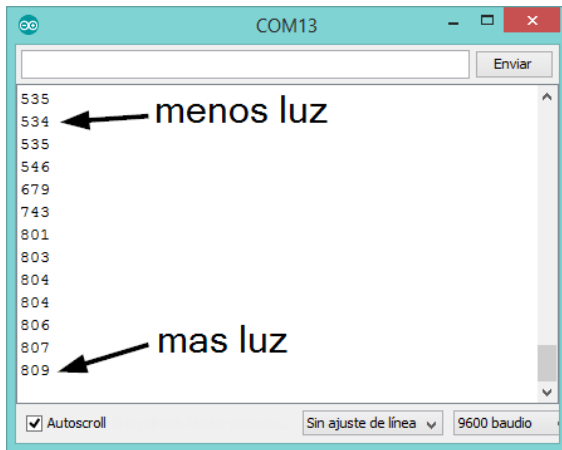 COM13
Enviar
535
534 menos luz
535
546
679
743
801
803
804
804
806
807 mas luz
809
Autoscroll Sin ajuste de línea 9600 baudio